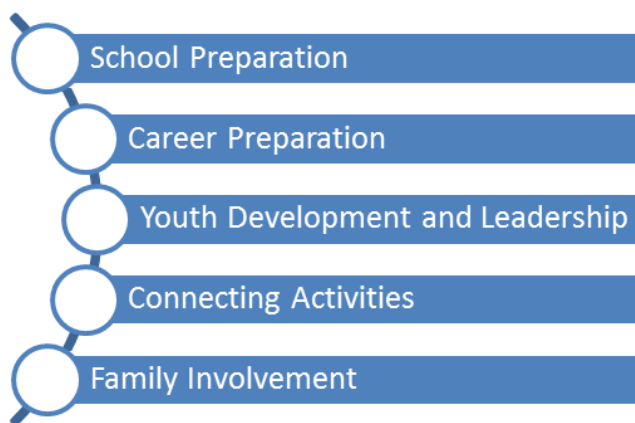 School Preparation
Career Preparation
Youth Development and Leadership
Connecting Activities
Family Involvement